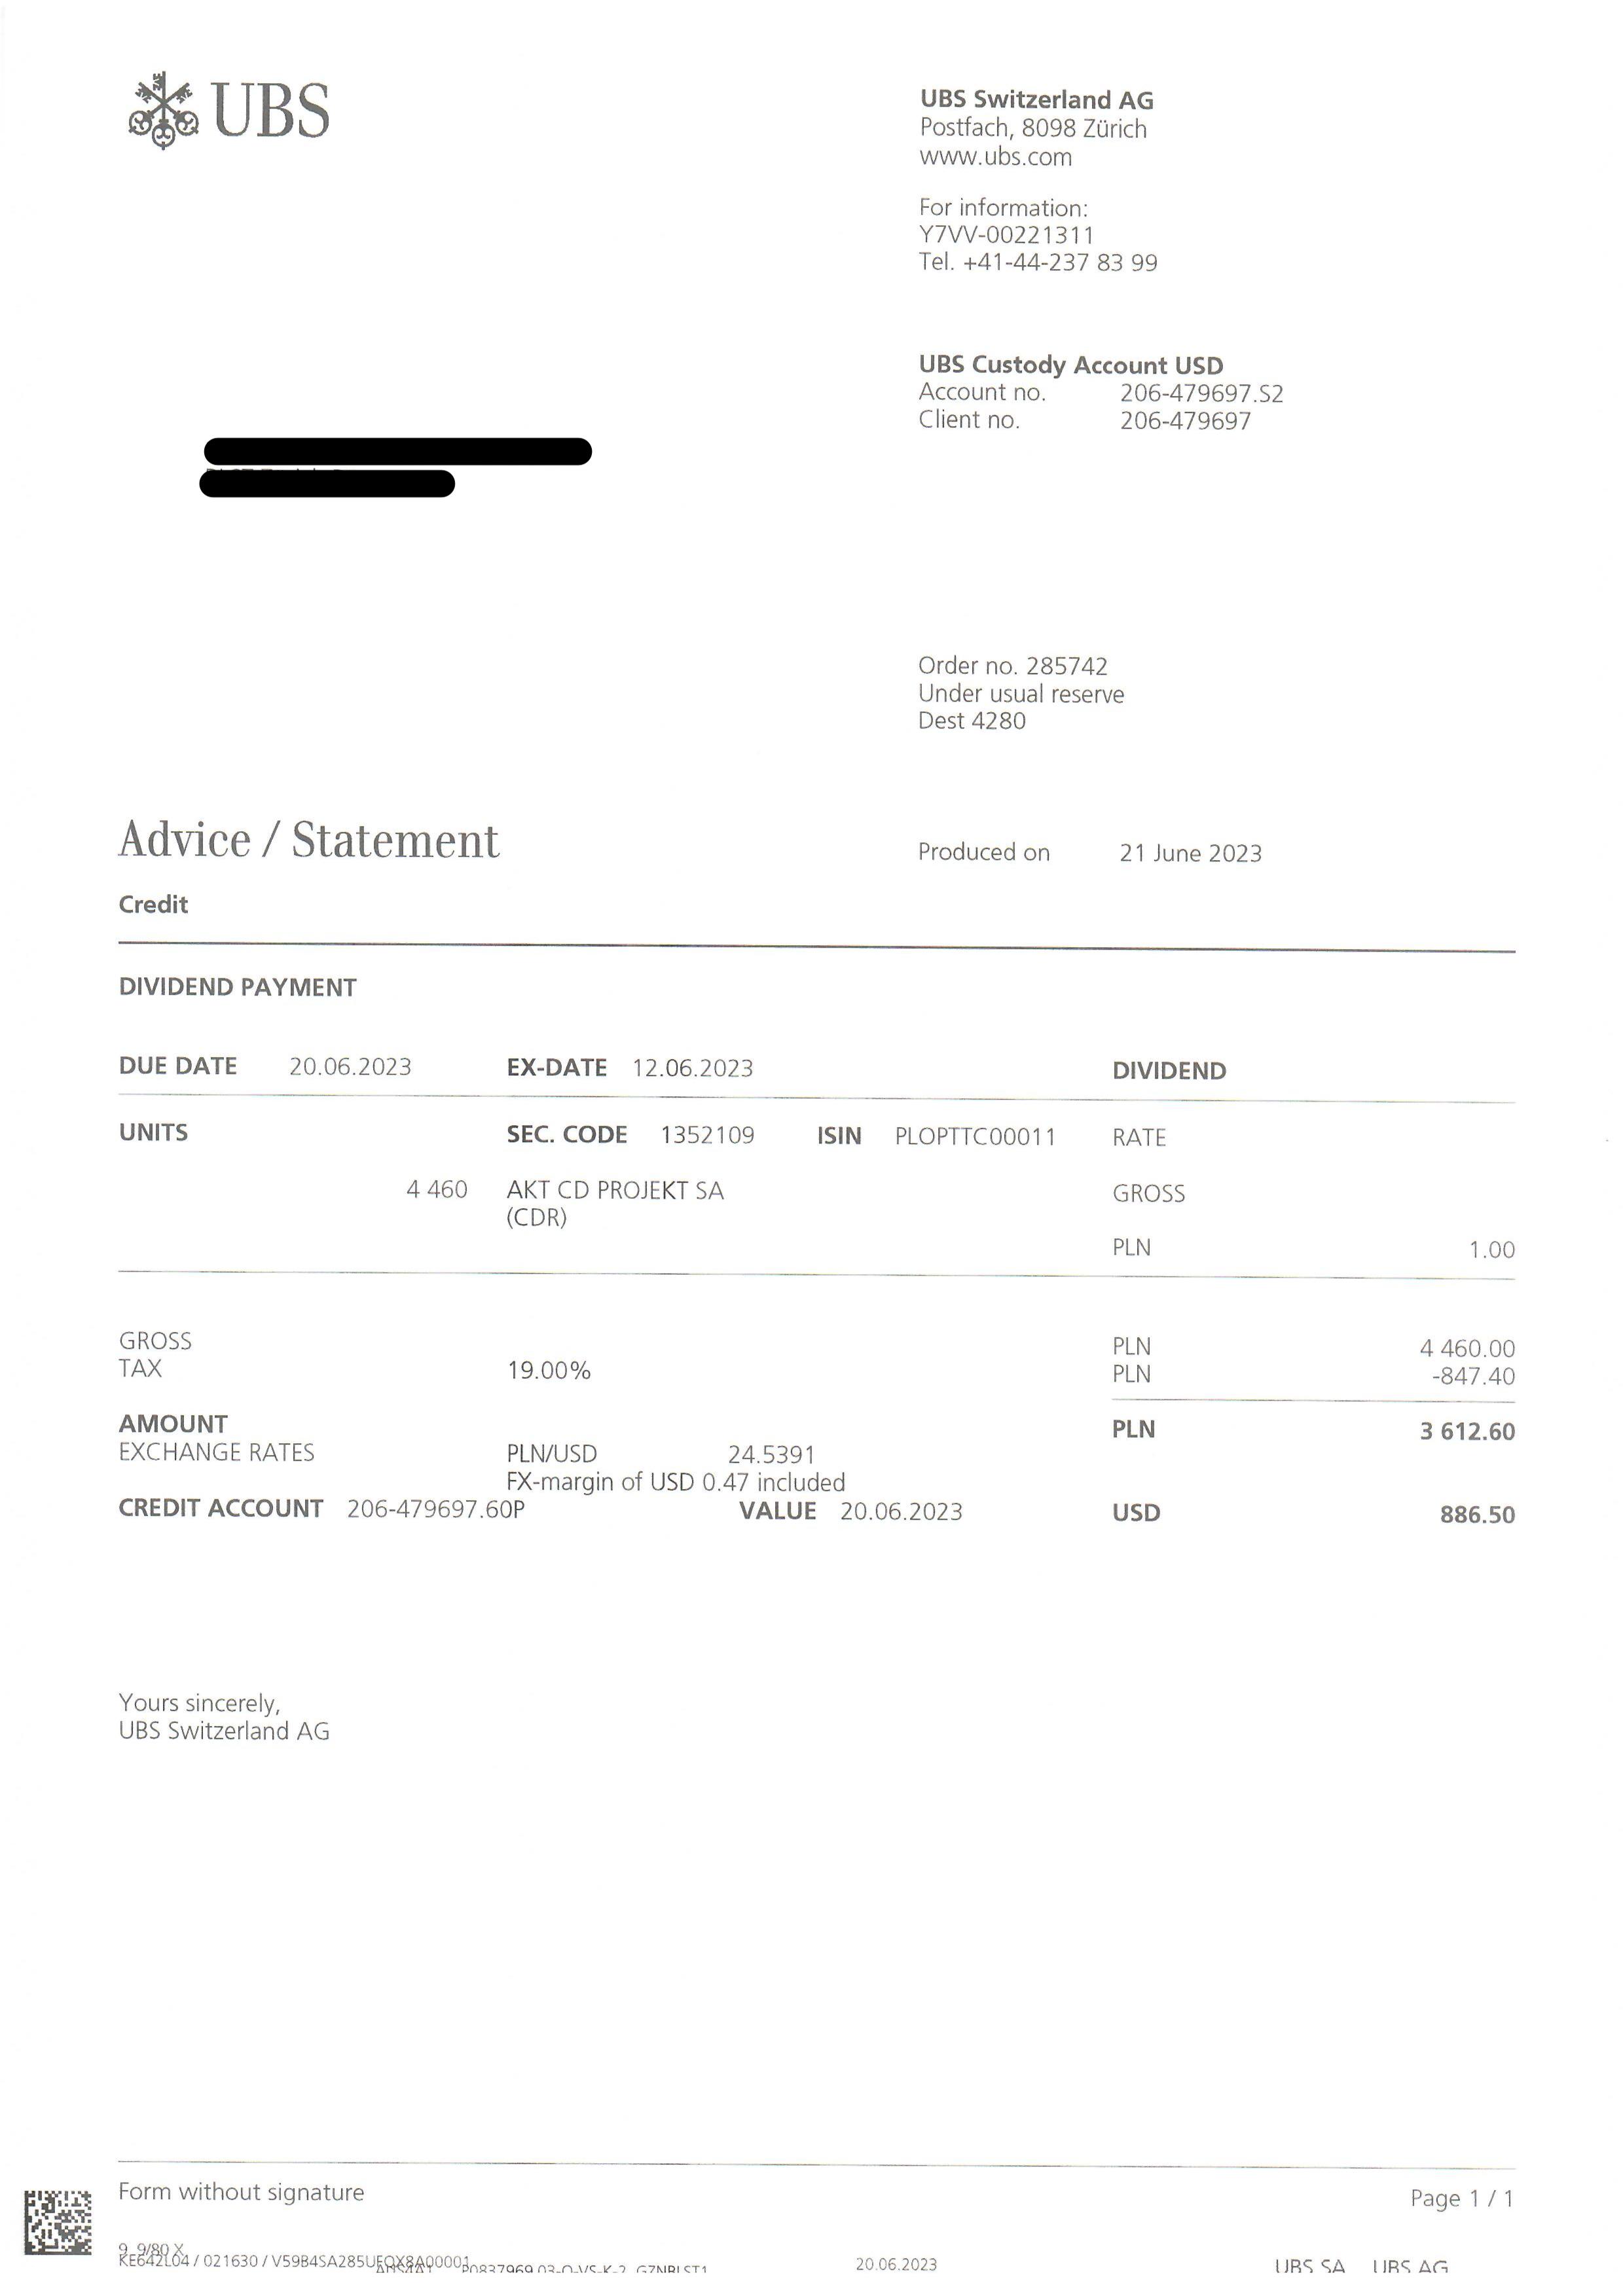 UBS
UBS Switzerland AG
Postfach, 8098 Zürich
www.ubs.com
For information:
Y7VV-00221311
Tel. +41-44-237 83 99
UBS Custody Account USD
Account no. 206-479697.S2
Client no. 206-479697
Order no. 285742
Under usual reserve
Dest 4280
Advice / Statement
Produced on 21 June 2023
Credit
DIVIDEND PAYMENT
DUE DATE 20.06.2023 EX-DATE 12.06.2023 DIVIDEND
UNITS SEC. CODE 1352109 ISIN PLOPTTC00011 RATE
4 460 AKT CD PROJEKT SA GROSS
(CDR)
PLN 1.00
GROSS PLN 4 460.00
TAX 19.00% PLN -847.40
AMOUNT PLN 3 612.60
EXCHANGE RATES PLN/USD 24.5391
FX-margin of USD 0.47 included
CREDIT ACCOUNT 206-479697.60P VALUE 20.06.2023 USD 886.50
Yours sincerely,
UBS Switzerland AG
Form without signature
Page 1 / 1
9 9/80 X
KE642L04 / 021630 / V59B4SA285UEQX8A00001
20.06.2023
UBS SA UBS AG